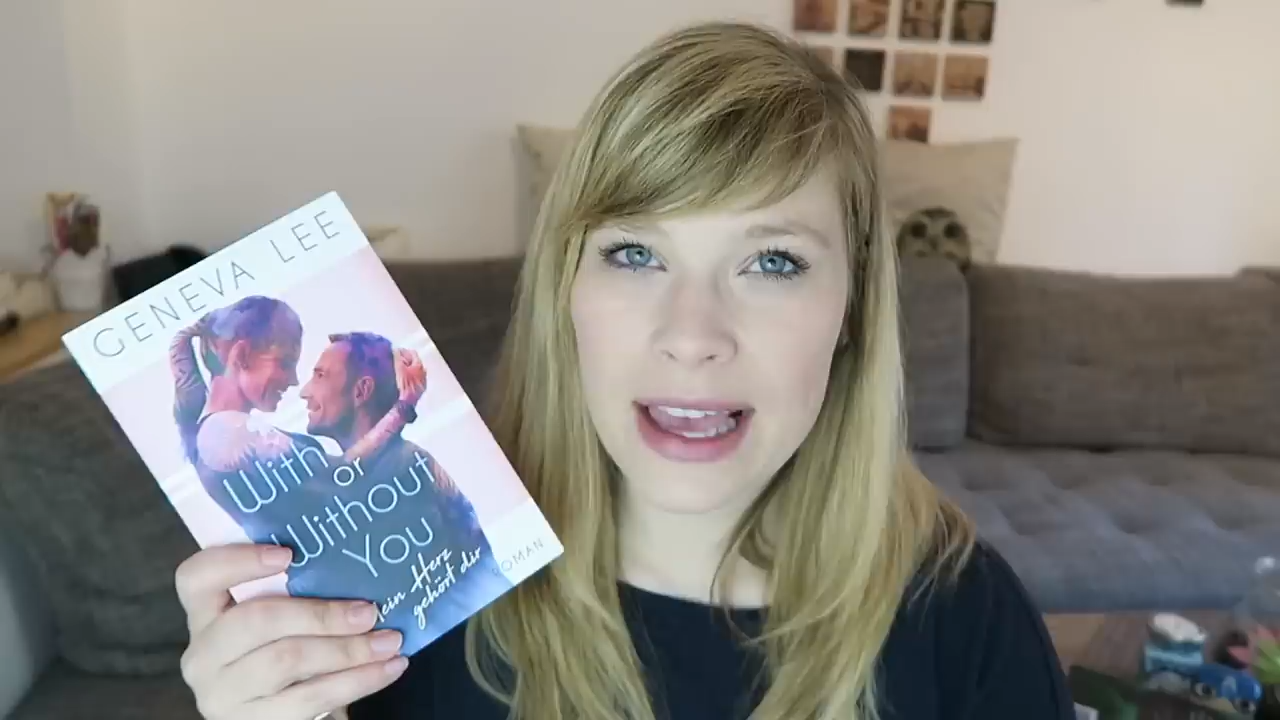 GENEVA LEE
With
or
Without
You
Mein Herz
gehört dir
ROMAN